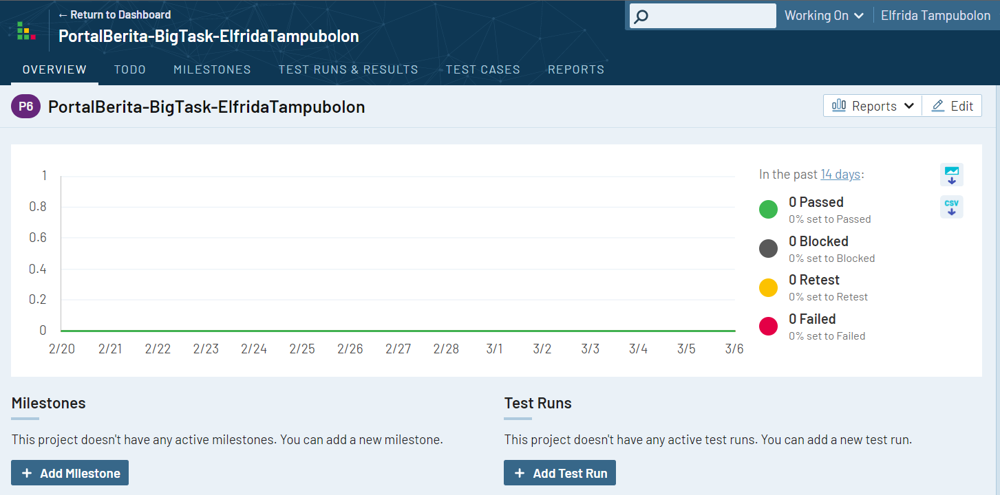 ← Return to Dashboard
PortalBerita-BigTask-ElfridaTampubolon
Working On
Elfrida Tampubolon
OVERVIEW TODO MILESTONES TEST RUNS & RESULTS TEST CASES REPORTS
P6 PortalBerita-BigTask-ElfridaTampubolon
Reports Edit
1
0.8
0.6
0.4
0.2
0
2/20 2/21 2/22 2/23 2/24 2/25 2/26 2/27 2/28 3/1 3/2 3/3 3/4 3/5 3/6
In the past 14 days:
0 Passed
0% set to Passed
0 Blocked
0% set to Blocked
0 Retest
0% set to Retest
0 Failed
0% set to Failed
CSV
Milestones
This project doesn't have any active milestones. You can add a new milestone.
+ Add Milestone
Test Runs
This project doesn't have any active test runs. You can add a new test run.
+ Add Test Run